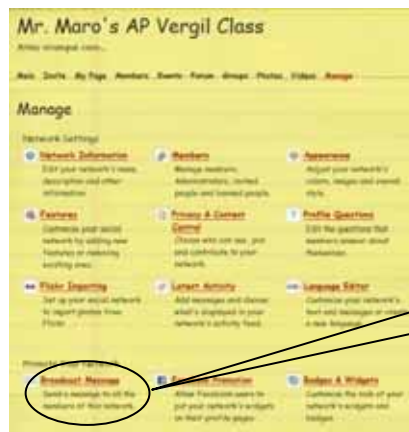 Mr. Maro's AP Vergil Class
Main Invite My Page Members Events Forum Groups Photos Videos Manage
Manage
Network Settings
Network Information
Edit your network's name, description and other information.
Members
Manage members, Administrators, invited people and banned people.
Appearance
Adjust your network's colors, images and overall style.
Features
Customize your social network by adding new features or removing existing ones.
Privacy & Content Control
Choose who can see, join and contribute to your network.
Profile Questions
Edit the questions that members answer about themselves.
Flickr Importing
Set up your social network to import photos from Flickr.
Latest Activity
Add messages and choose what's displayed in your network's activity feed.
Language Editor
Customize your network's text and messages or create a new language.
Promote Your Network
Broadcast Message
Send a message to all the members of this network.
Facebook Promotion
Allow Facebook users to put your network's widgets on their profile pages.
Badges & Widgets
Customize the look of your network's widgets and badges.